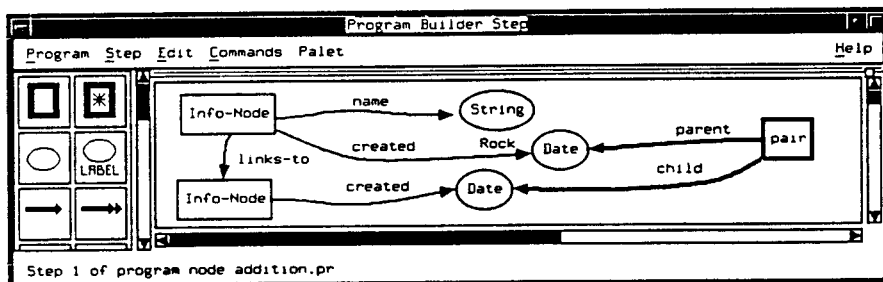 Program Builder Step
Program Step Edit Commands Palet Help
name
Info-Node String
created Rock parent
Date pair
links-to
child
created
Info-Node Date
LABEL
Step 1 of program node addition.pr